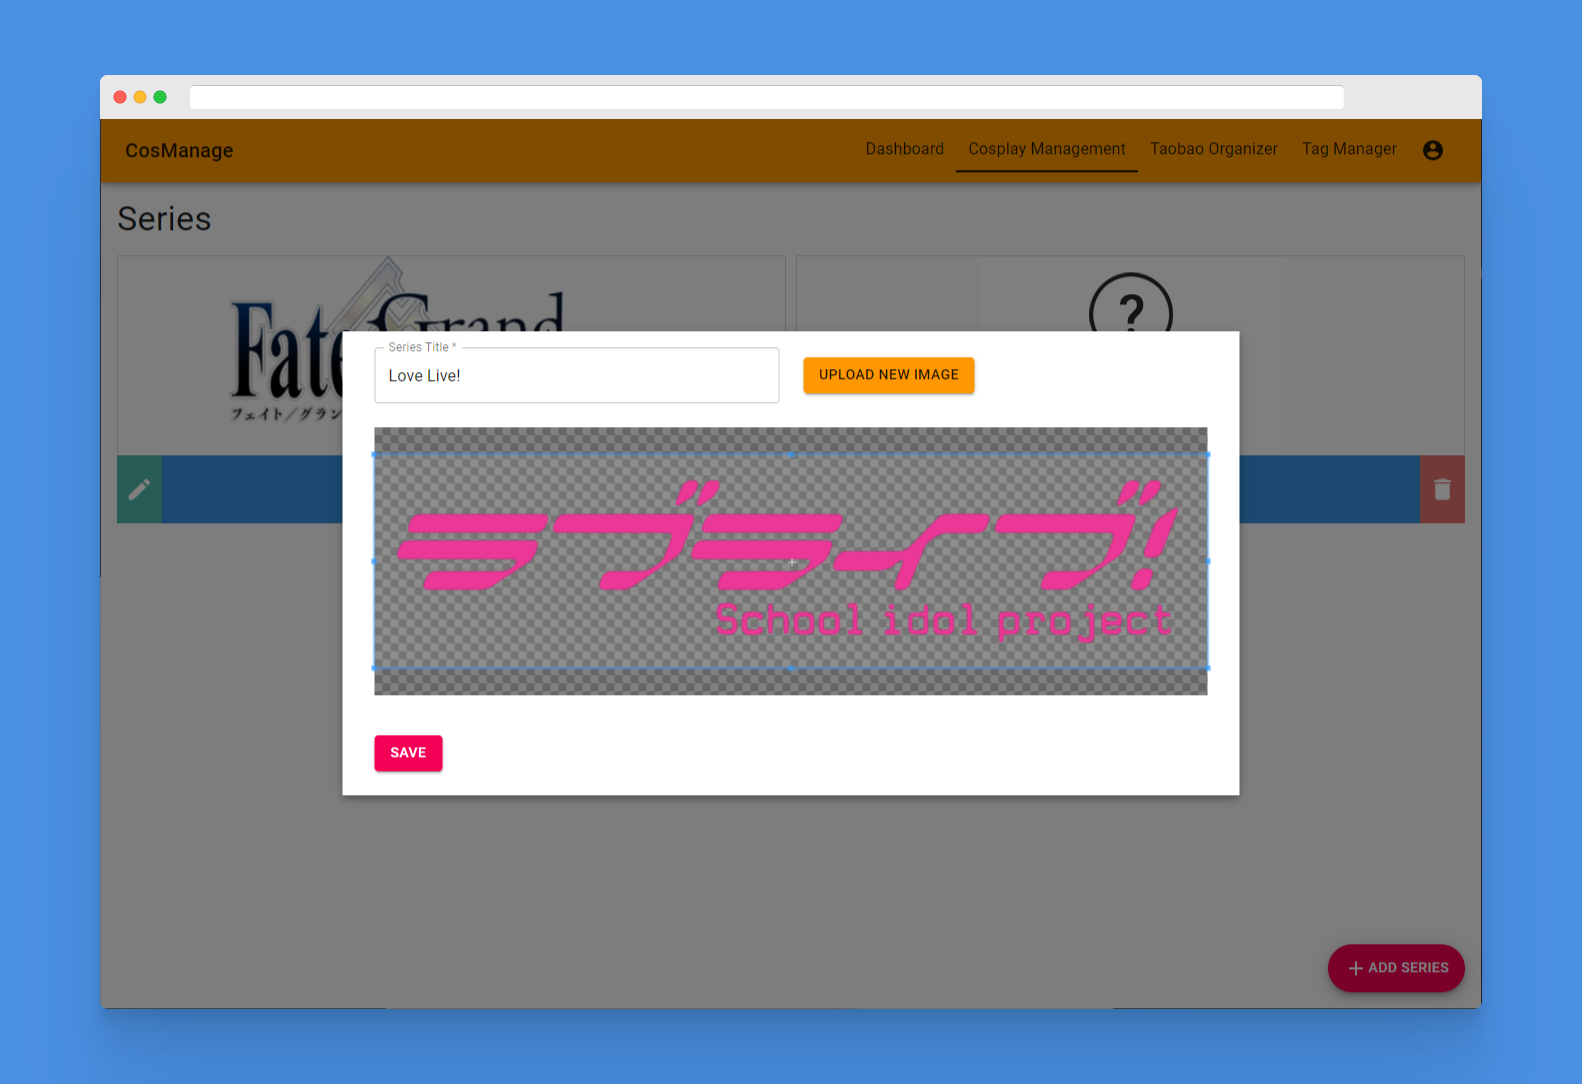 CosManage
Dashboard
Cosplay Management
Taobao Organizer
Tag Manager
Series
Fate
Grand
フェイト／グラン
?
Series Title *
Love Live!
UPLOAD NEW IMAGE
ラブライブ!
School idol project
SAVE
+ ADD SERIES